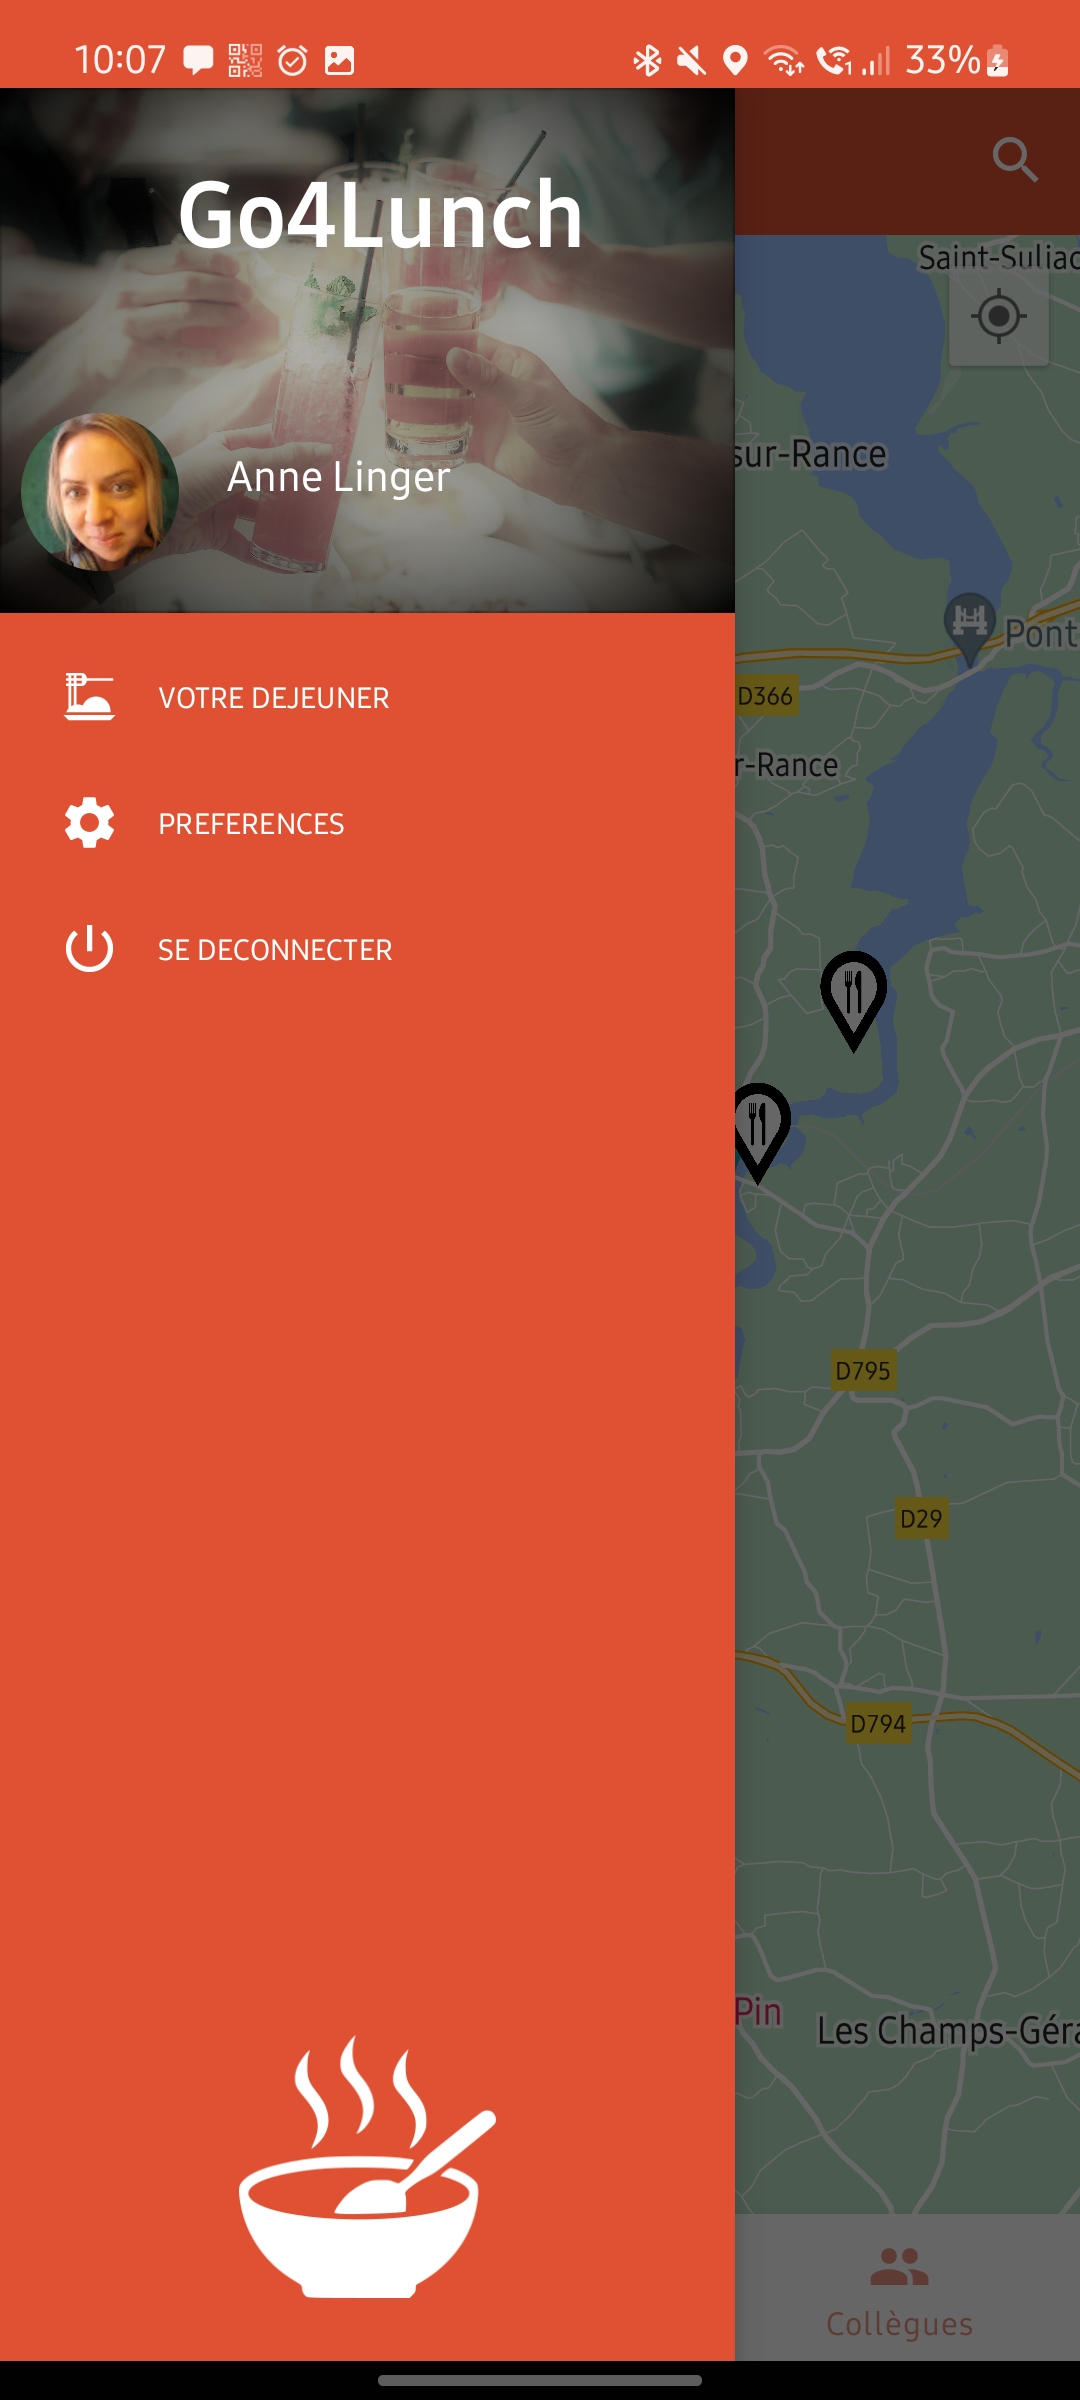 10:07
33%
Go4Lunch
Anne Linger
VOTRE DEJEUNER
PREFERENCES
SE DECONNECTER
Saint-Suliac
sur-Rance
Pont
D366
r-Rance
D795
D29
D794
Pin
Les Champs-Géra
Collègues